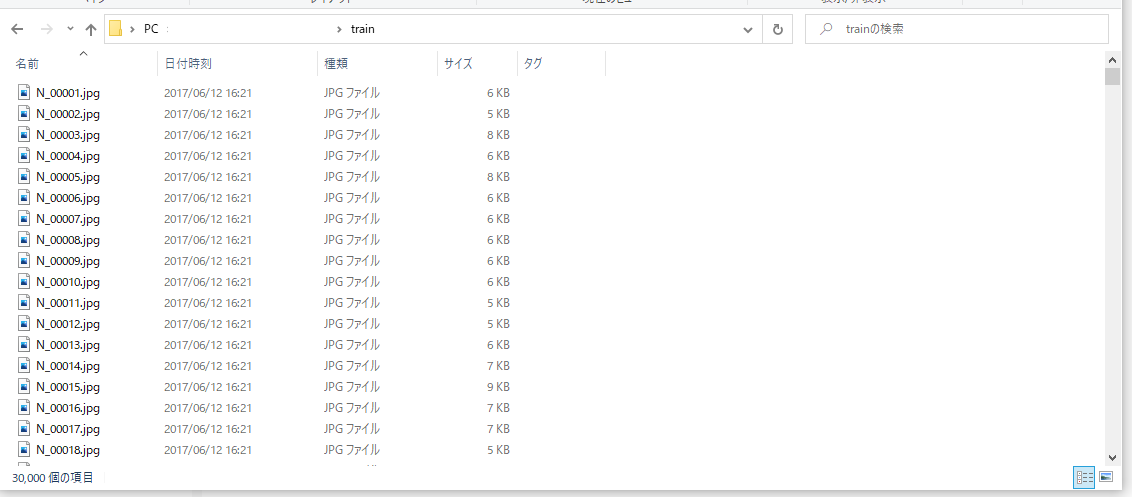 PC train
trainの検索
名前 日付時刻 種類 サイズ タグ
N_00001.jpg 2017/06/12 16:21 JPG ファイル 6 KB
N_00002.jpg 2017/06/12 16:21 JPG ファイル 5 KB
N_00003.jpg 2017/06/12 16:21 JPG ファイル 8 KB
N_00004.jpg 2017/06/12 16:21 JPG ファイル 6 KB
N_00005.jpg 2017/06/12 16:21 JPG ファイル 8 KB
N_00006.jpg 2017/06/12 16:21 JPG ファイル 6 KB
N_00007.jpg 2017/06/12 16:21 JPG ファイル 6 KB
N_00008.jpg 2017/06/12 16:21 JPG ファイル 6 KB
N_00009.jpg 2017/06/12 16:21 JPG ファイル 6 KB
N_00010.jpg 2017/06/12 16:21 JPG ファイル 6 KB
N_00011.jpg 2017/06/12 16:21 JPG ファイル 5 KB
N_00012.jpg 2017/06/12 16:21 JPG ファイル 5 KB
N_00013.jpg 2017/06/12 16:21 JPG ファイル 6 KB
N_00014.jpg 2017/06/12 16:21 JPG ファイル 7 KB
N_00015.jpg 2017/06/12 16:21 JPG ファイル 9 KB
N_00016.jpg 2017/06/12 16:21 JPG ファイル 7 KB
N_00017.jpg 2017/06/12 16:21 JPG ファイル 7 KB
N_00018.jpg 2017/06/12 16:21 JPG ファイル 5 KB
30,000 個の項目